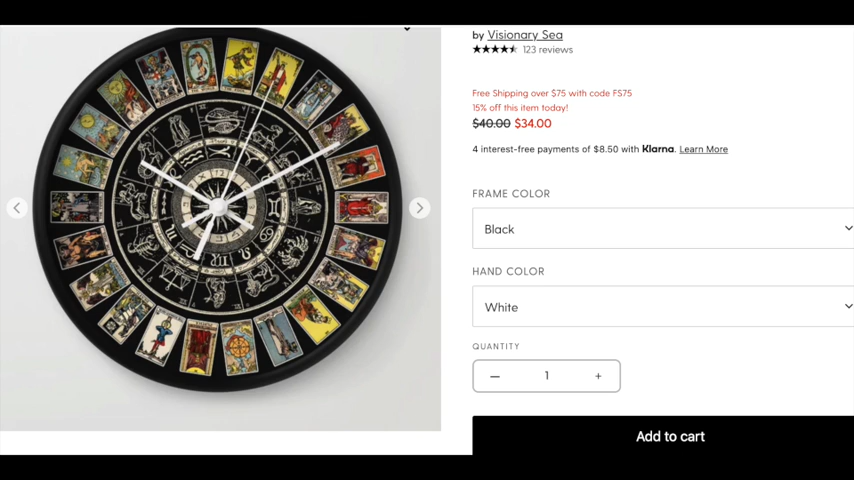 by Visionary Sea
123 reviews
Free Shipping over $75 with code FS75
15% off this item today!
$40.00 $34.00
4 interest-free payments of $8.50 with Klarna. Learn More
FRAME COLOR
Black
HAND COLOR
White
QUANTITY
— 1 +
Add to cart